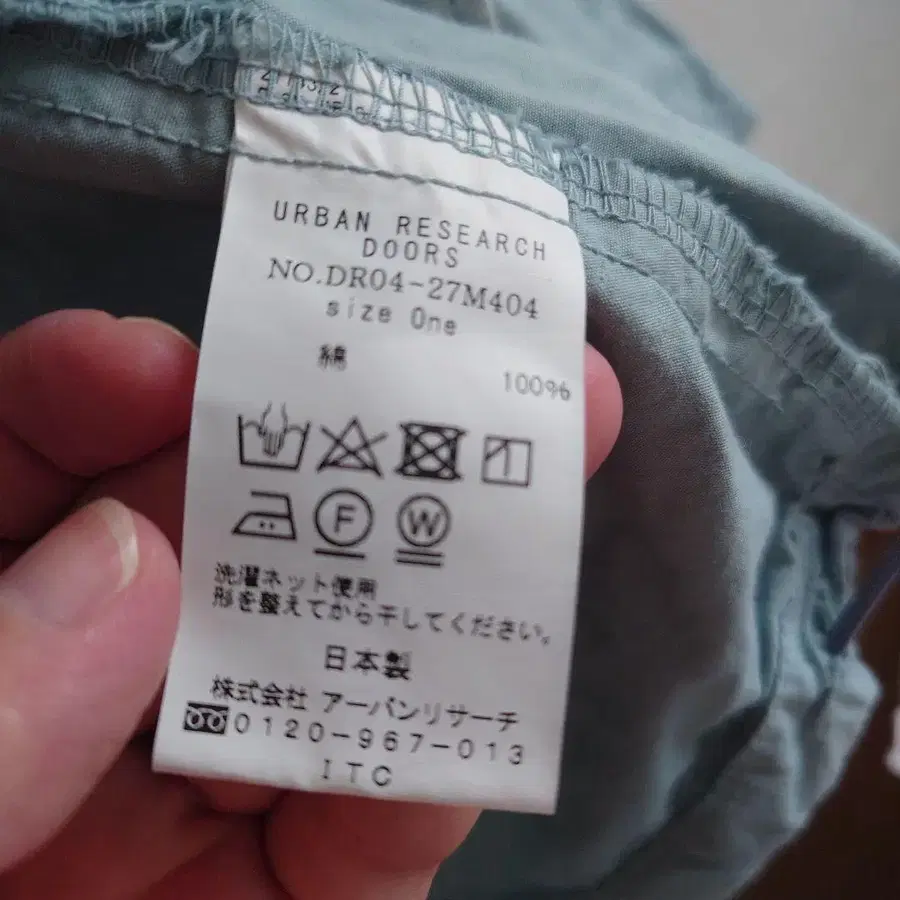 URBAN RESEARCH
DOORS
NO.DR04-27M404
size One
綿
100%
F W
洗濯ネット使用
形を整えてから干してください。
日本製
株式会社 アーバンリサーチ
0120-967-013
ITC